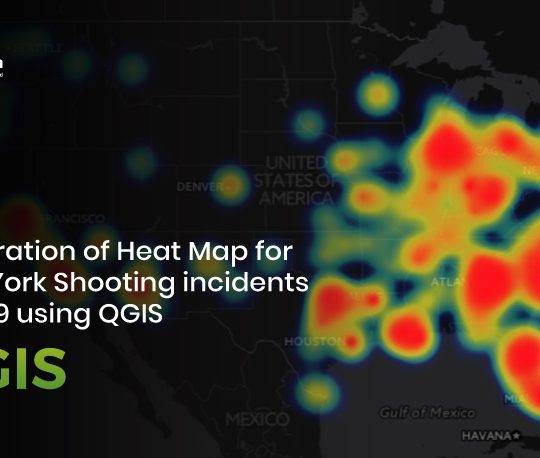 SEATTLE
UNITED
STATES OF
AMERICA
DENVER
FRANCISCO
ration of Heat Map for
York Shooting incidents
9 using QGIS
GIS
HOUSTON
MEXICO
Gulf of Mexico
HAVANA★